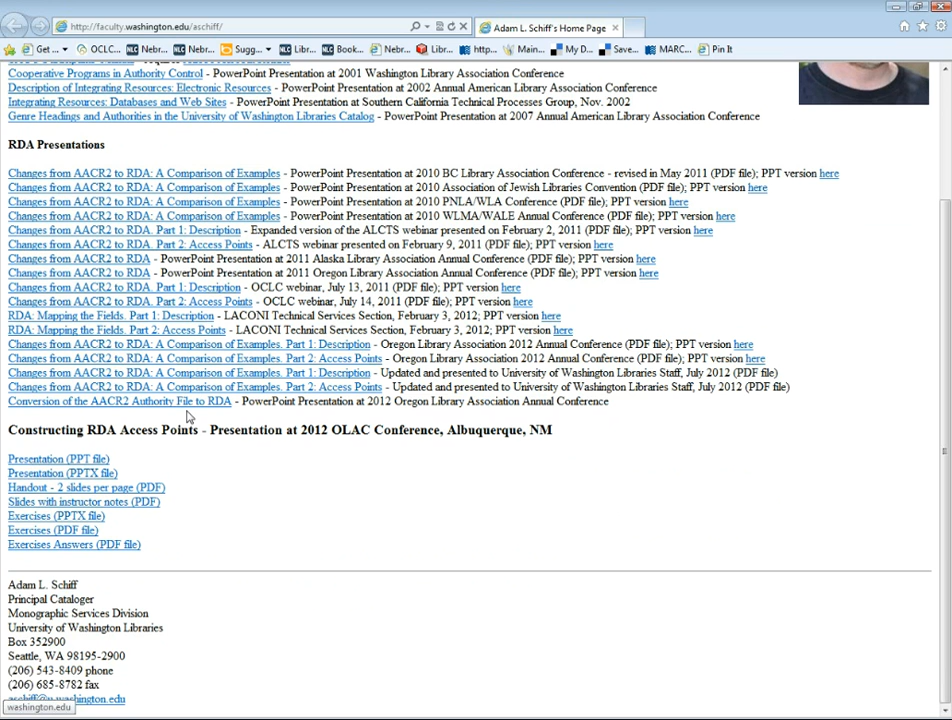 http://faculty.washington.edu/aschiff/
Adam L. Schiff's Home Page
Get ... OCLC... Nebr... Nebr... Sugg... Libr... Book... Nebr... Libr... http... Main... My D... Save... MARC... Pin It
Cooperative Programs in Authority Control - PowerPoint Presentation at 2001 Washington Library Association Conference
Description of Integrating Resources: Electronic Resources - PowerPoint Presentation at 2002 Annual American Library Association Conference
Integrating Resources: Databases and Web Sites - PowerPoint Presentation at Southern California Technical Processes Group, Nov. 2002
Genre Headings and Authorities in the University of Washington Libraries Catalog - PowerPoint Presentation at 2007 Annual American Library Association Conference
RDA Presentations
Changes from AACR2 to RDA: A Comparison of Examples - PowerPoint Presentation at 2010 BC Library Association Conference - revised in May 2011 (PDF file); PPT version here
Changes from AACR2 to RDA: A Comparison of Examples - PowerPoint Presentation at 2010 Association of Jewish Libraries Convention (PDF file); PPT version here
Changes from AACR2 to RDA: A Comparison of Examples - PowerPoint Presentation at 2010 PNLA/WLA Conference (PDF file); PPT version here
Changes from AACR2 to RDA: A Comparison of Examples - PowerPoint Presentation at 2010 WLMA/WALE Annual Conference (PDF file); PPT version here
Changes from AACR2 to RDA. Part 1: Description - Expanded version of the ALCTS webinar presented on February 2, 2011 (PDF file); PPT version here
Changes from AACR2 to RDA. Part 2: Access Points - ALCTS webinar presented on February 9, 2011 (PDF file); PPT version here
Changes from AACR2 to RDA - PowerPoint Presentation at 2011 Alaska Library Association Annual Conference (PDF file); PPT version here
Changes from AACR2 to RDA - PowerPoint Presentation at 2011 Oregon Library Association Annual Conference (PDF file); PPT version here
Changes from AACR2 to RDA. Part 1: Description - OCLC webinar, July 13, 2011 (PDF file); PPT version here
Changes from AACR2 to RDA. Part 2: Access Points - OCLC webinar, July 14, 2011 (PDF file); PPT version here
RDA: Mapping the Fields. Part 1: Description - LACONI Technical Services Section, February 3, 2012; PPT version here
RDA: Mapping the Fields. Part 2: Access Points - LACONI Technical Services Section, February 3, 2012; PPT version here
Changes from AACR2 to RDA: A Comparison of Examples. Part 1: Description - Oregon Library Association 2012 Annual Conference (PDF file); PPT version here
Changes from AACR2 to RDA: A Comparison of Examples. Part 2: Access Points - Oregon Library Association 2012 Annual Conference (PDF file); PPT version here
Changes from AACR2 to RDA: A Comparison of Examples. Part 1: Description - Updated and presented to University of Washington Libraries Staff, July 2012 (PDF file)
Changes from AACR2 to RDA: A Comparison of Examples. Part 2: Access Points - Updated and presented to University of Washington Libraries Staff, July 2012 (PDF file)
Conversion of the AACR2 Authority File to RDA - PowerPoint Presentation at 2012 Oregon Library Association Annual Conference
Constructing RDA Access Points - Presentation at 2012 OLAC Conference, Albuquerque, NM
Presentation (PPT file)
Presentation (PPTX file)
Handout - 2 slides per page (PDF)
Slides with instructor notes (PDF)
Exercises (PPTX file)
Exercises (PDF file)
Exercises Answers (PDF file)
Adam L. Schiff
Principal Cataloger
Monographic Services Division
University of Washington Libraries
Box 352900
Seattle, WA 98195-2900
(206) 543-8409 phone
(206) 685-8782 fax
aschiff@u.washington.edu
washington.edu